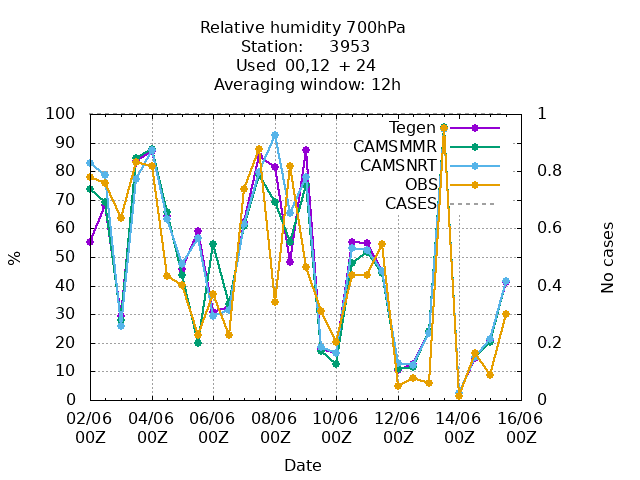 Relative humidity 700hPa
Station: 3953
Used 00,12 + 24
Averaging window: 12h
100
90
80
70
60
50
40
30
20
10
0
%
1
0.8
0.6
0.4
0.2
0
No cases
Tegen
CAMSMMR
CAMSNRT
OBS
CASES
02/06 04/06 06/06 08/06 10/06 12/06 14/06 16/06
00Z 00Z 00Z 00Z 00Z 00Z 00Z 00Z
Date